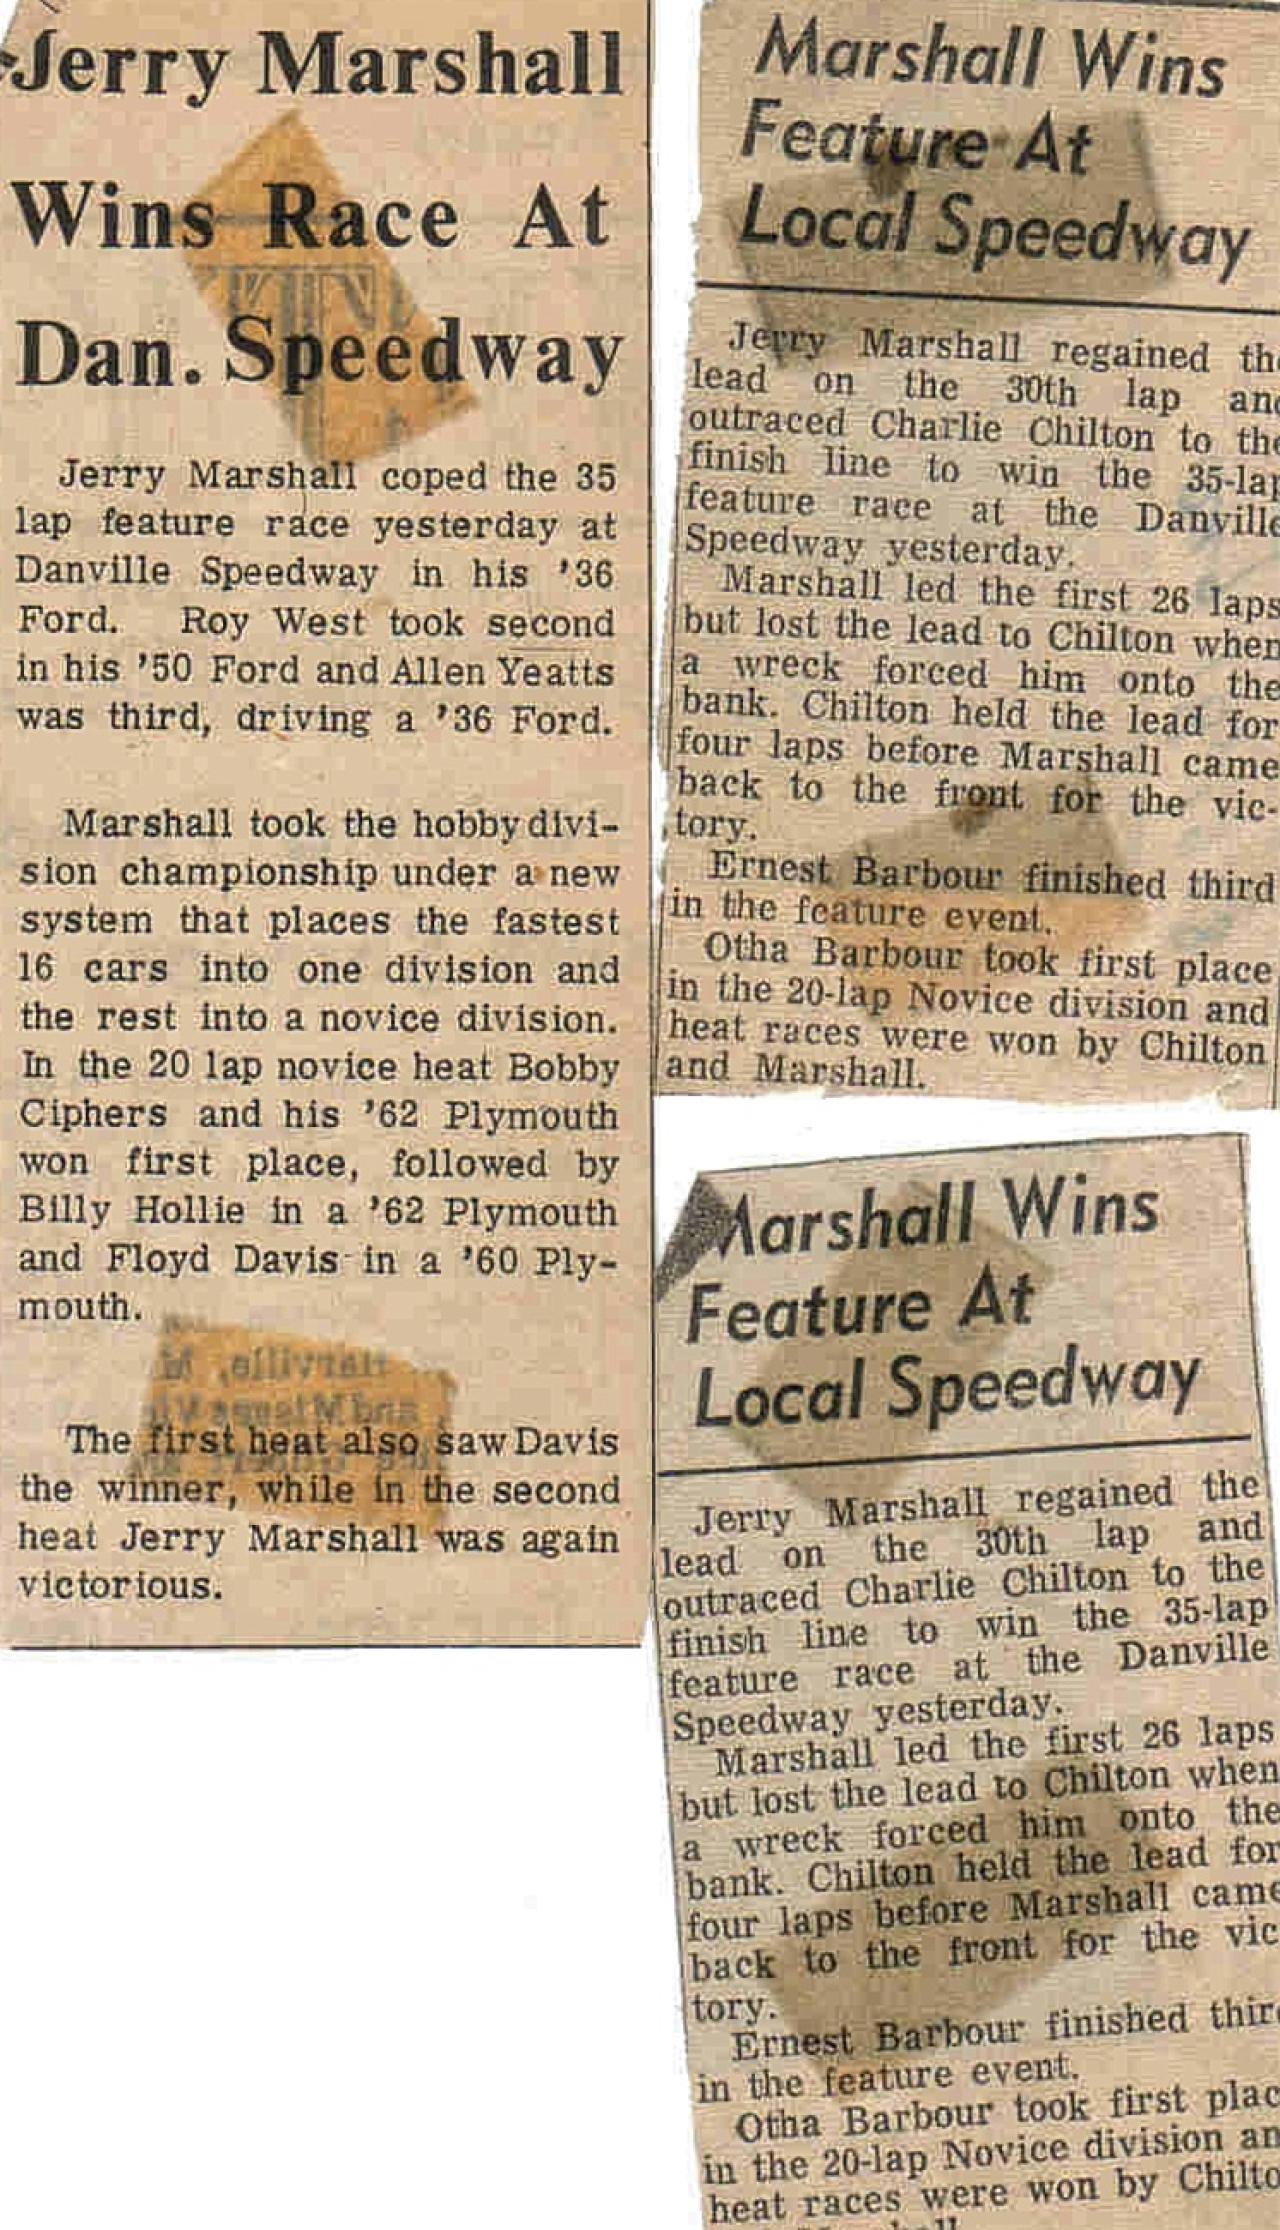 Jerry Marshall
Wins Race At
Dan. Speedway
Jerry Marshall coped the 35
lap feature race yesterday at
Danville Speedway in his '36
Ford. Roy West took second
in his '50 Ford and Allen Yeatts
was third, driving a '36 Ford.
Marshall took the hobby divi-
sion championship under a new
system that places the fastest
16 cars into one division and
the rest into a novice division.
In the 20 lap novice heat Bobby
Ciphers and his '62 Plymouth
won first place, followed by
Billy Hollie in a '62 Plymouth
and Floyd Davis in a '60 Ply-
mouth.
The first heat also saw Davis
the winner, while in the second
heat Jerry Marshall was again
victorious.
Marshall Wins
Feature At
Local Speedway
Jerry Marshall regained the
lead on the 30th lap and
outraced Charlie Chilton to the
finish line to win the 35-lap
feature race at the Danville
Speedway yesterday.
Marshall led the first 26 laps
but lost the lead to Chilton when
a wreck forced him onto the
bank. Chilton held the lead for
four laps before Marshall came
back to the front for the vic-
tory.
Ernest Barbour finished third
in the feature event.
Otha Barbour took first place
in the 20-lap Novice division and
heat races were won by Chilton
and Marshall.
Marshall Wins
Feature At
Local Speedway
Jerry Marshall regained the
lead on the 30th lap and
outraced Charlie Chilton to the
finish line to win the 35-lap
feature race at the Danville
Speedway yesterday.
Marshall led the first 26 laps
but lost the lead to Chilton when
a wreck forced him onto the
bank. Chilton held the lead for
four laps before Marshall came
back to the front for the vic
tory.
Ernest Barbour finished third
in the feature event.
Otha Barbour took first plac
in the 20-lap Novice division an
heat races were won by Chilto